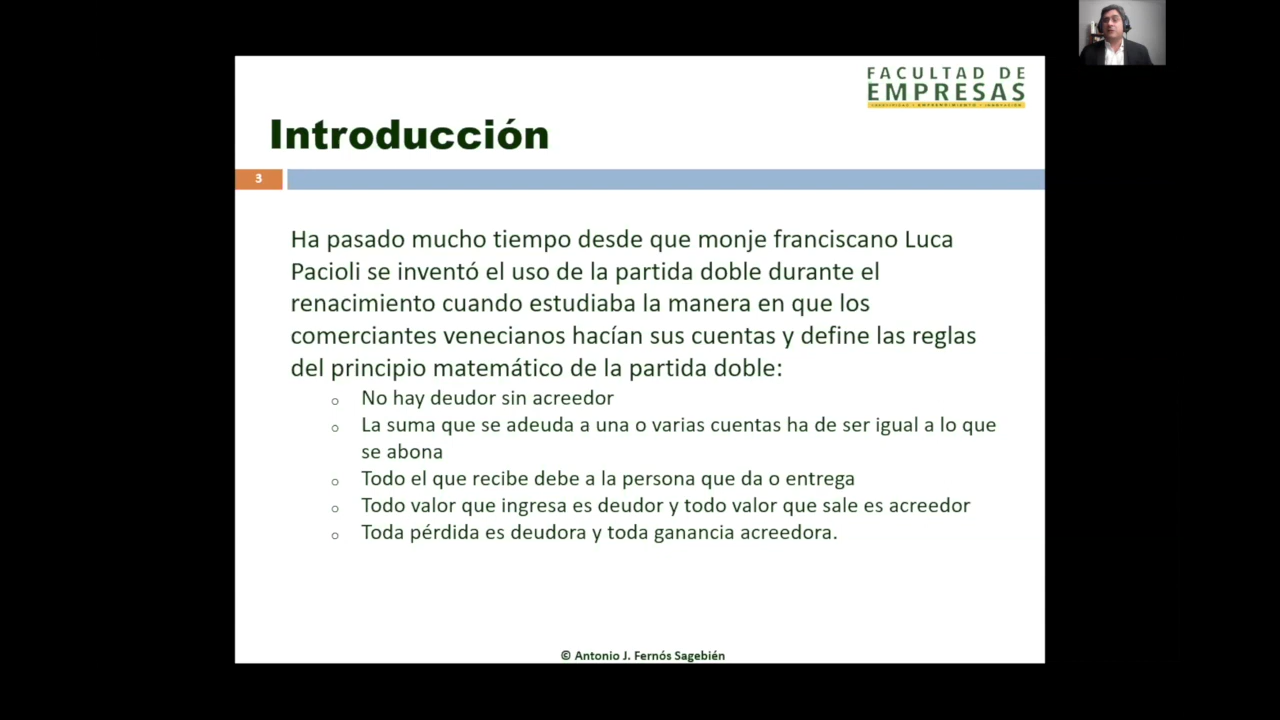 FACULTAD DE
EMPRESAS
Introducción
3
Ha pasado mucho tiempo desde que monje franciscano Luca
Pacioli se inventó el uso de la partida doble durante el
renacimiento cuando estudiaba la manera en que los
comerciantes venecianos hacían sus cuentas y define las reglas
del principio matemático de la partida doble:
o No hay deudor sin acreedor
o La suma que se adeuda a una o varias cuentas ha de ser igual a lo que
se abona
o Todo el que recibe debe a la persona que da o entrega
o Todo valor que ingresa es deudor y todo valor que sale es acreedor
o Toda pérdida es deudora y toda ganancia acreedora.
© Antonio J. Fernós Sagebién